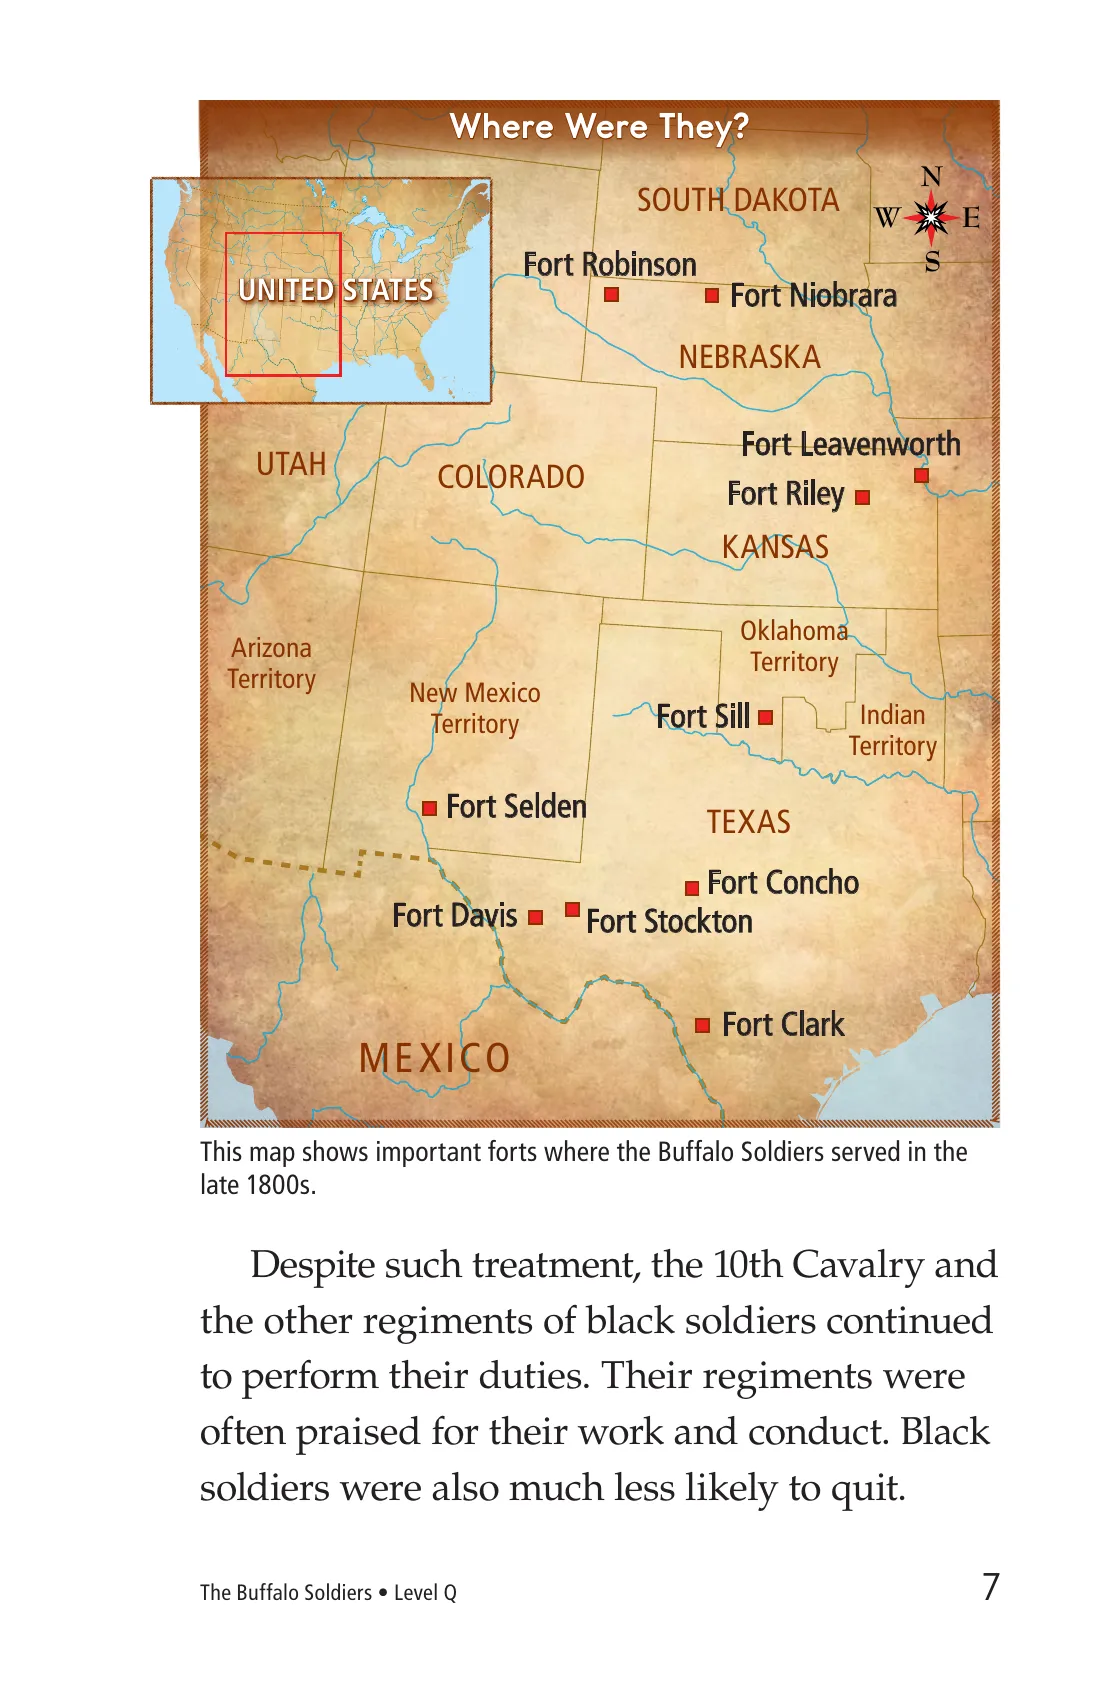 Where Were They?
N
W E
S
SOUTH DAKOTA
Fort Robinson
Fort Niobrara
UNITED STATES
NEBRASKA
Fort Leavenworth
UTAH
COLORADO
Fort Riley
KANSAS
Oklahoma
Territory
Arizona
Territory
New Mexico
Territory
Fort Sill
Indian
Territory
Fort Selden
TEXAS
Fort Concho
Fort Davis
Fort Stockton
Fort Clark
MEXICO
This map shows important forts where the Buffalo Soldiers served in the
late 1800s.
Despite such treatment, the 10th Cavalry and
the other regiments of black soldiers continued
to perform their duties. Their regiments were
often praised for their work and conduct. Black
soldiers were also much less likely to quit.
The Buffalo Soldiers • Level Q
7